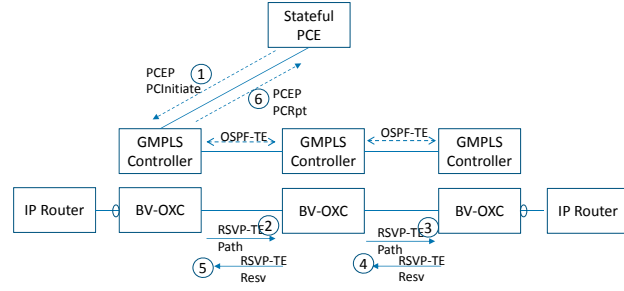 Stateful
PCE
PCEP
PCInitiate
1
6
PCEP
PCRpt
GMPLS
Controller
OSPF-TE
GMPLS
Controller
OSPF-TE
GMPLS
Controller
IP Router
BV-OXC
BV-OXC
BV-OXC
IP Router
RSVP-TE
Path
2
RSVP-TE
Path
3
5
RSVP-TE
Resv
4
RSVP-TE
Resv